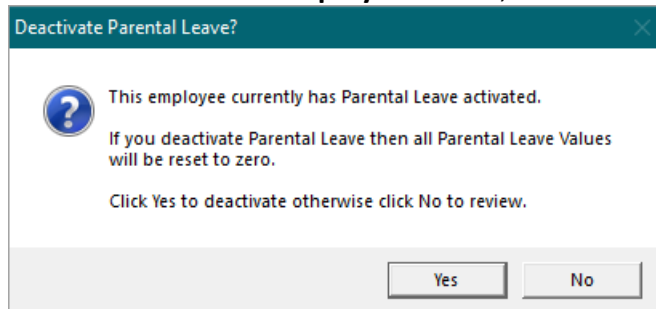 Deactivate Parental Leave?
This employee currently has Parental Leave activated.
If you deactivate Parental Leave then all Parental Leave Values
will be reset to zero.
Click Yes to deactivate otherwise click No to review.
Yes
No